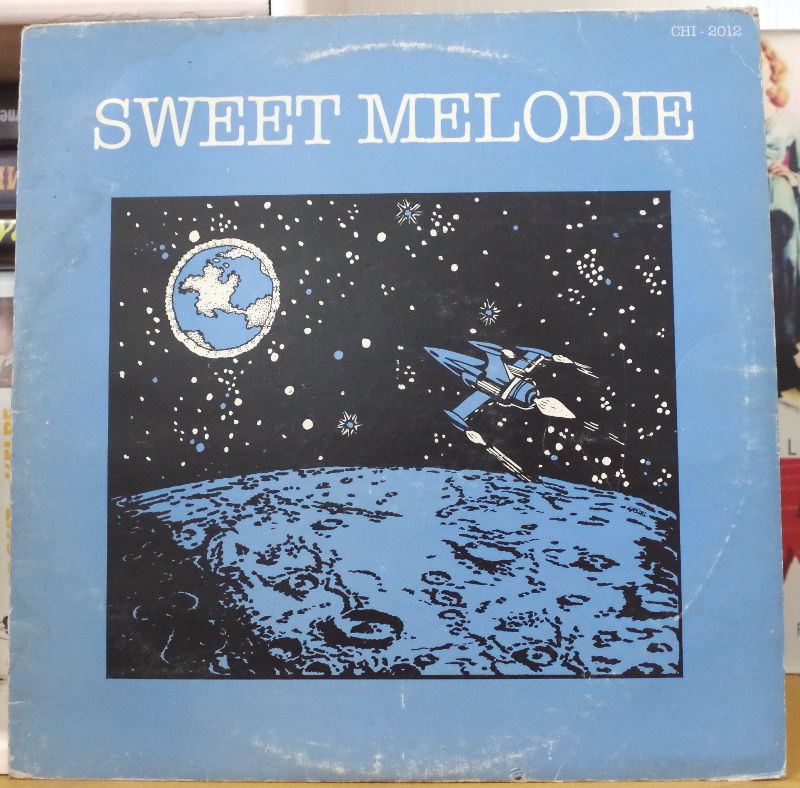 CHI - 2012
SWEET MELODIE